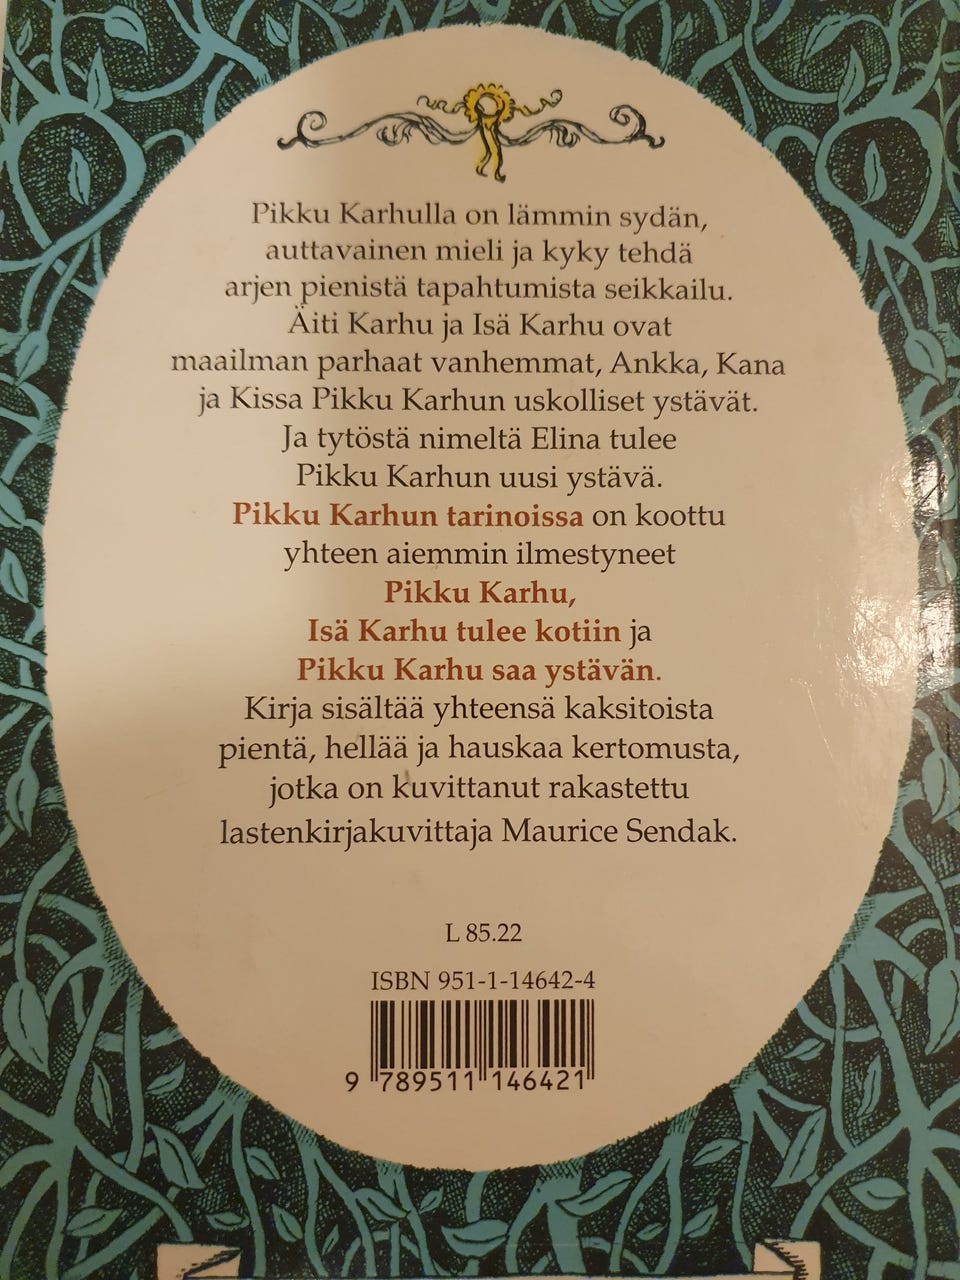 Pikku Karhulla on lämmin sydän,
auttavainen mieli ja kyky tehdä
arjen pienistä tapahtumista seikkailu.
Äiti Karhu ja Isä Karhu ovat
maailman parhaat vanhemmat, Ankka, Kana
ja Kissa Pikku Karhun uskolliset ystävät.
Ja tytöstä nimeltä Elina tulee
Pikku Karhun uusi ystävä.
Pikku Karhun tarinoissa on koottu
yhteen aiemmin ilmestyneet
Pikku Karhu,
Isä Karhu tulee kotiin ja
Pikku Karhu saa ystävän.
Kirja sisältää yhteensä kaksitoista
pientä, hellää ja hauskaa kertomusta,
jotka on kuvittanut rakastettu
lastenkirjakuvittaja Maurice Sendak.
L 85.22
ISBN 951-1-14642-4
9 789511 146421